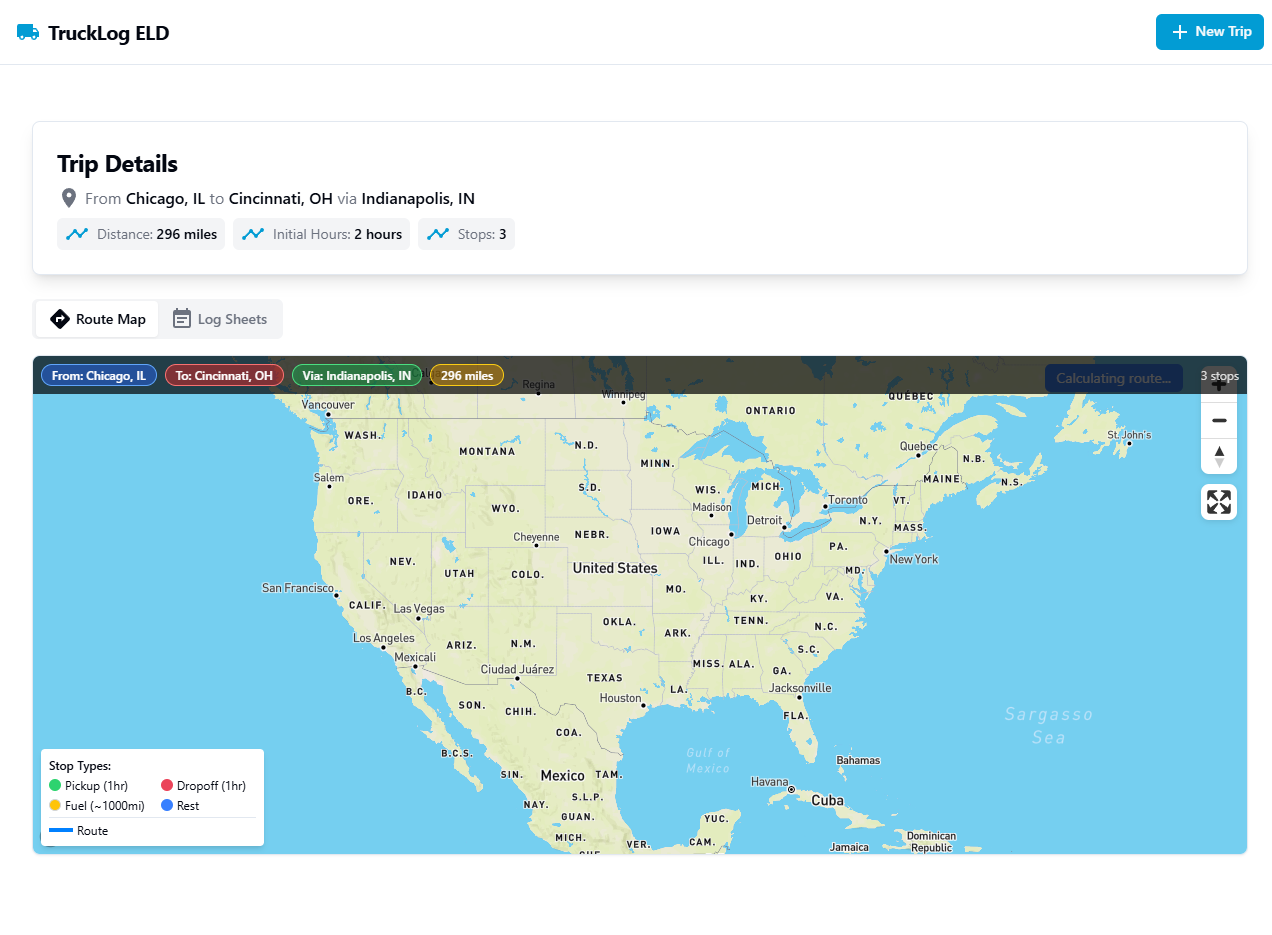 TruckLog ELD
New Trip
Trip Details
From Chicago, IL to Cincinnati, OH via Indianapolis, IN
Distance: 296 miles
Initial Hours: 2 hours
Stops: 3
Route Map
Log Sheets
From: Chicago, IL
To: Cincinnati, OH
Via: Indianapolis, IN
296 miles
Calculating route...
3 stops
Regina
Winnipeg
QUÉBEC
Vancouver
ONTARIO
WASH.
St. John's
MONTANA
N.D.
Quebec
MINN.
N.B.
Salem
MAINE
N.S.
S.D.
WIS.
MICH.
ORE.
IDAHO
WYO.
Madison
Toronto
VT.
Detroit
N.Y.
MASS.
Cheyenne
NEBR.
IOWA
Chicago
PA.
NEV.
UTAH
COLO.
United States
ILL.
IND.
OHIO
New York
MD.
San Francisco
MO.
CALIF.
Las Vegas
KY.
VA.
OKLA.
TENN.
N.C.
Los Angeles
ARIZ.
N.M.
ARK.
S.C.
Mexicali
Ciudad Juárez
MISS.
ALA.
GA.
B.C.
TEXAS
Houston
LA.
Jacksonville
SON.
CHIH.
FLA.
Sargasso
Sea
COA.
B.C.S.
Gulf of
Mexico
Bahamas
SIN.
Mexico
TAM.
Havana
Cuba
NAY.
S.L.P.
GUAN.
YUC.
MICH.
VER.
CAM.
Jamaica
Dominican
Republic
Stop Types:
Pickup (1hr)
Dropoff (1hr)
Fuel (~1000mi)
Rest
Route